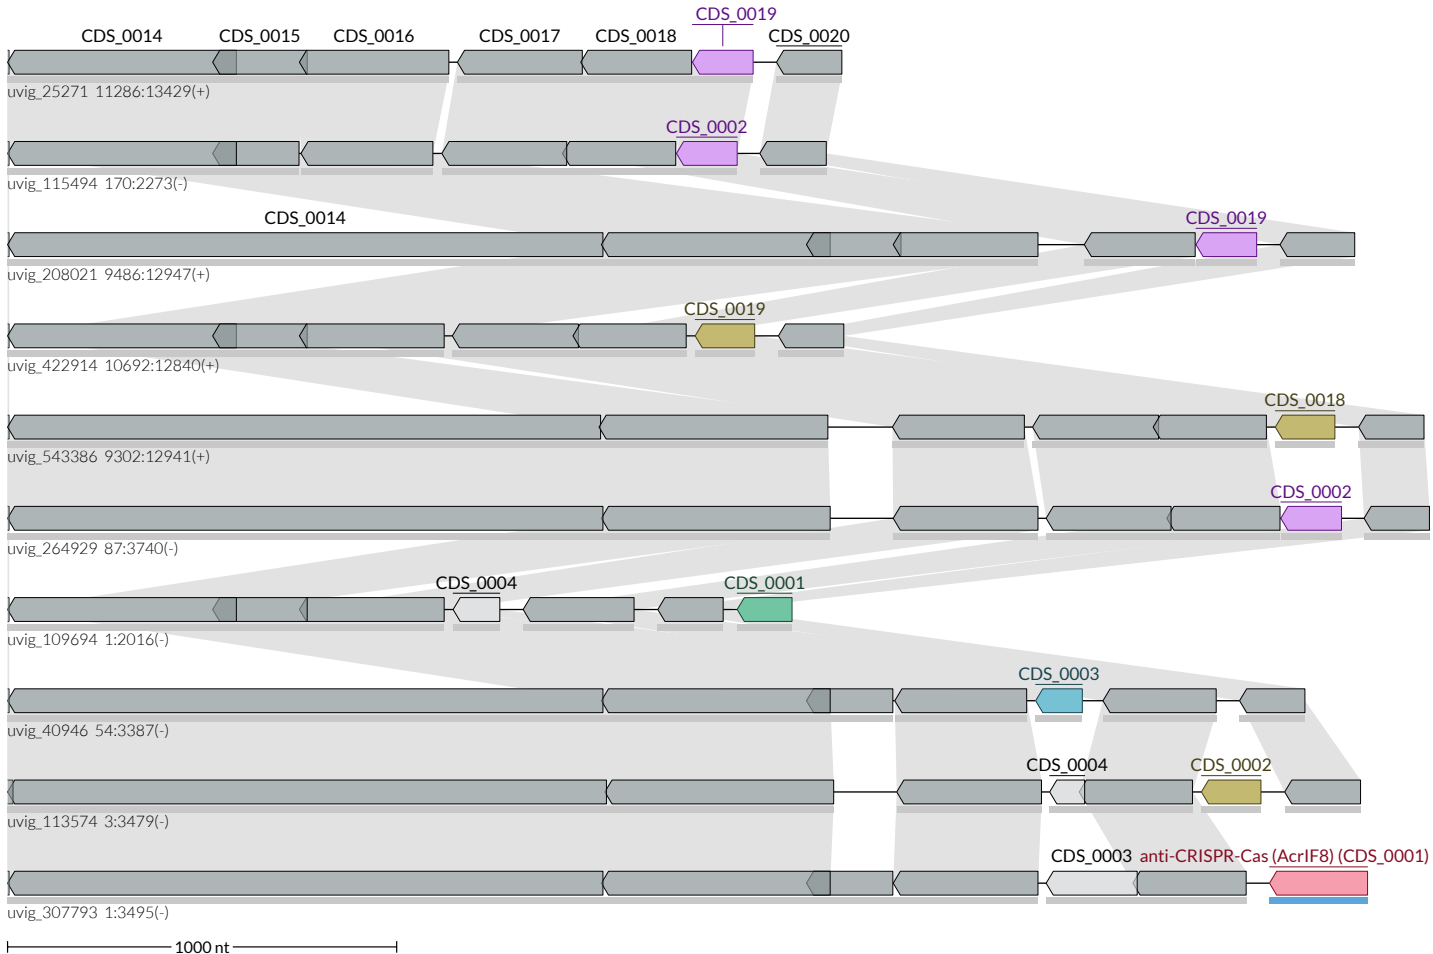 CDS_0019
CDS_0014 CDS_0015 CDS_0016 CDS_0017 CDS_0018 CDS_0020
uvig_25271 11286:13429(+)
CDS_0002
uvig_115494 170:2273(-)
CDS_0014 CDS_0019
uvig_208021 9486:12947(+)
CDS_0019
uvig_422914 10692:12840(+)
CDS_0018
uvig_543386 9302:12941(+)
CDS_0002
uvig_264929 87:3740(-)
CDS_0004 CDS_0001
uvig_109694 1:2016(-)
CDS_0003
uvig_40946 54:3387(-)
CDS_0004 CDS_0002
uvig_113574 3:3479(-)
CDS_0003 anti-CRISPR-Cas (AcrIF8) (CDS_0001)
uvig_307793 1:3495(-)
1000 nt